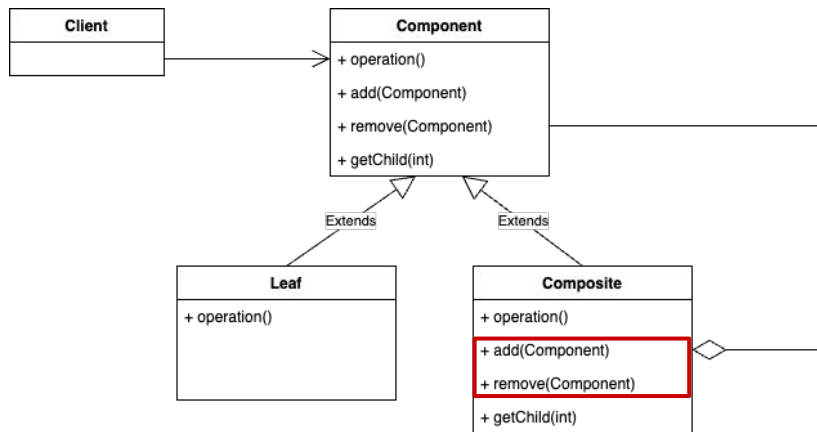 Client
Component
+ operation()
+ add(Component)
+ remove(Component)
+ getChild(int)
Extends
Extends
Leaf
+ operation()
Composite
+ operation()
+ add(Component)
+ remove(Component)
+ getChild(int)